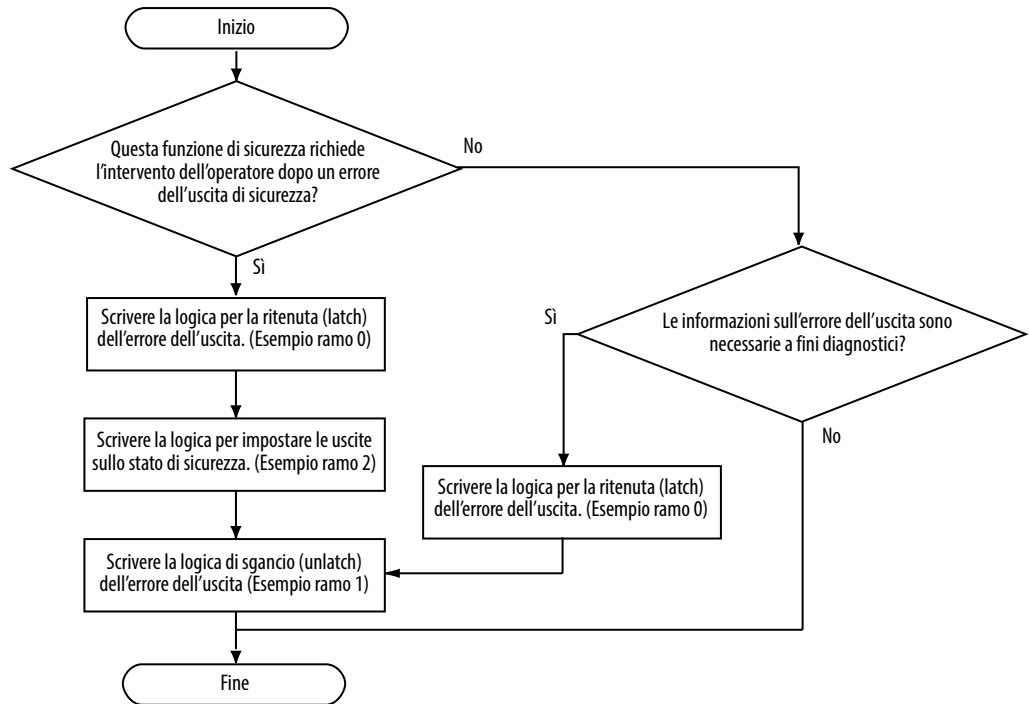 Inizio
Questa funzione di sicurezza richiede
l'intervento dell'operatore dopo un errore
dell'uscita di sicurezza?
No
Sì
Scrivere la logica per la ritenuta (latch)
dell'errore dell'uscita. (Esempio ramo 0)
Scrivere la logica per impostare le uscite
sullo stato di sicurezza. (Esempio ramo 2)
Scrivere la logica di sgancio (unlatch)
dell'errore dell'uscita (Esempio ramo 1)
Le informazioni sull'errore dell'uscita sono
necessarie a fini diagnostici?
Sì
No
Scrivere la logica per la ritenuta (latch)
dell'errore dell'uscita. (Esempio ramo 0)
Fine